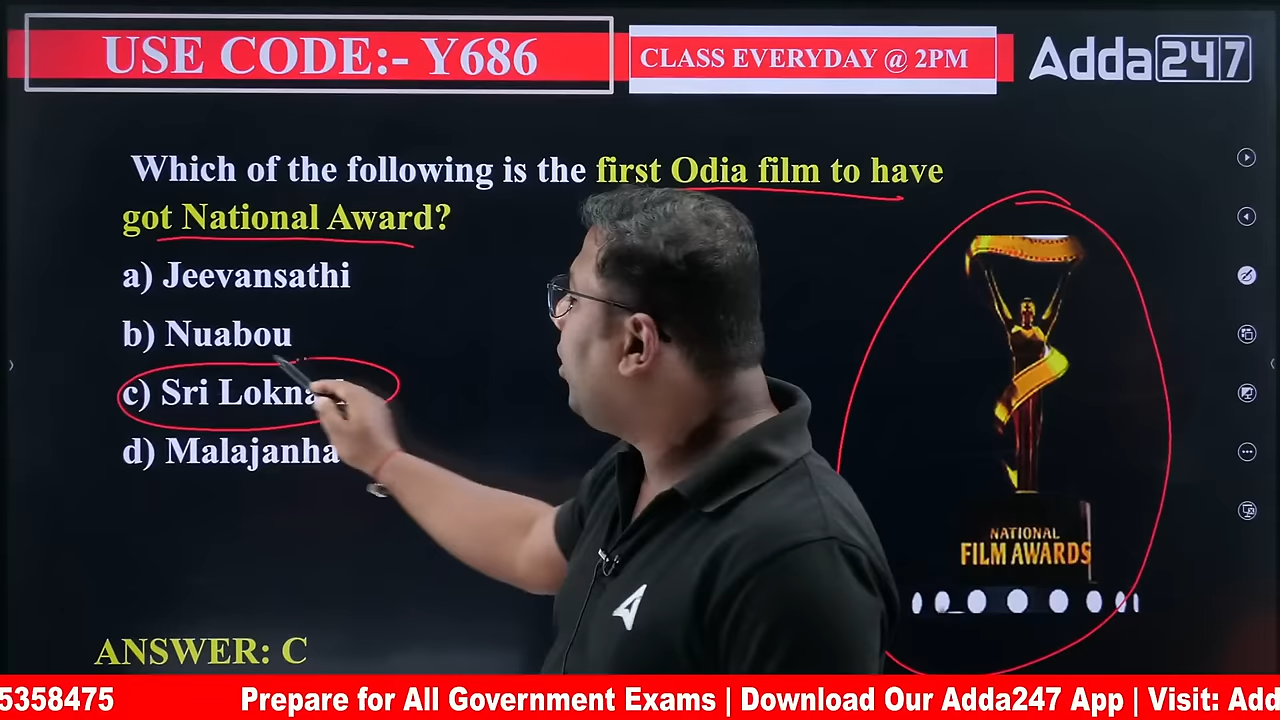 USE CODE:- Y686
CLASS EVERYDAY @ 2PM
Adda247
Which of the following is the first Odia film to have
got National Award?
a) Jeevansathi
b) Nuabou
c) Sri
d) Malajanha
NATIONAL
FILM AWARDS
ANSWER: C
5358475 Prepare for All Government Exams | Download Our Adda247 App | Visit: